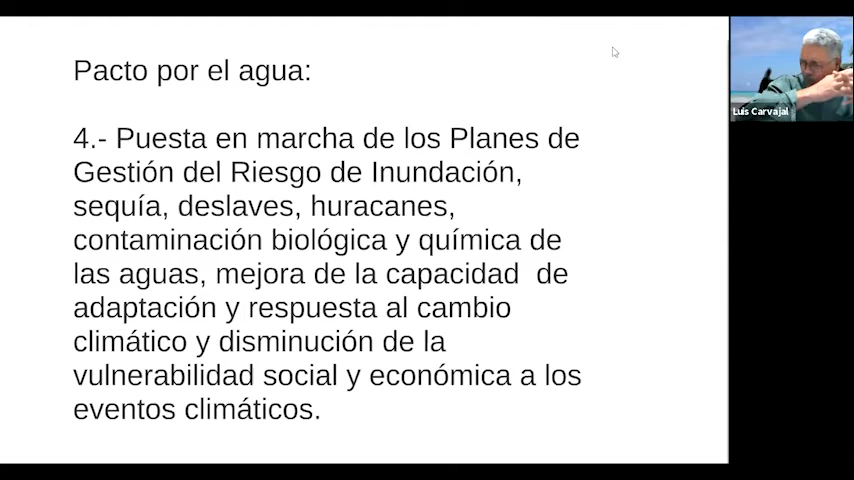 Pacto por el agua:
4.- Puesta en marcha de los Planes de
Gestión del Riesgo de Inundación,
sequía, deslaves, huracanes,
contaminación biológica y química de
las aguas, mejora de la capacidad  de
adaptación y respuesta al cambio
climático y disminución de la
vulnerabilidad social y económica a los
eventos climáticos.
Luis Carvajal